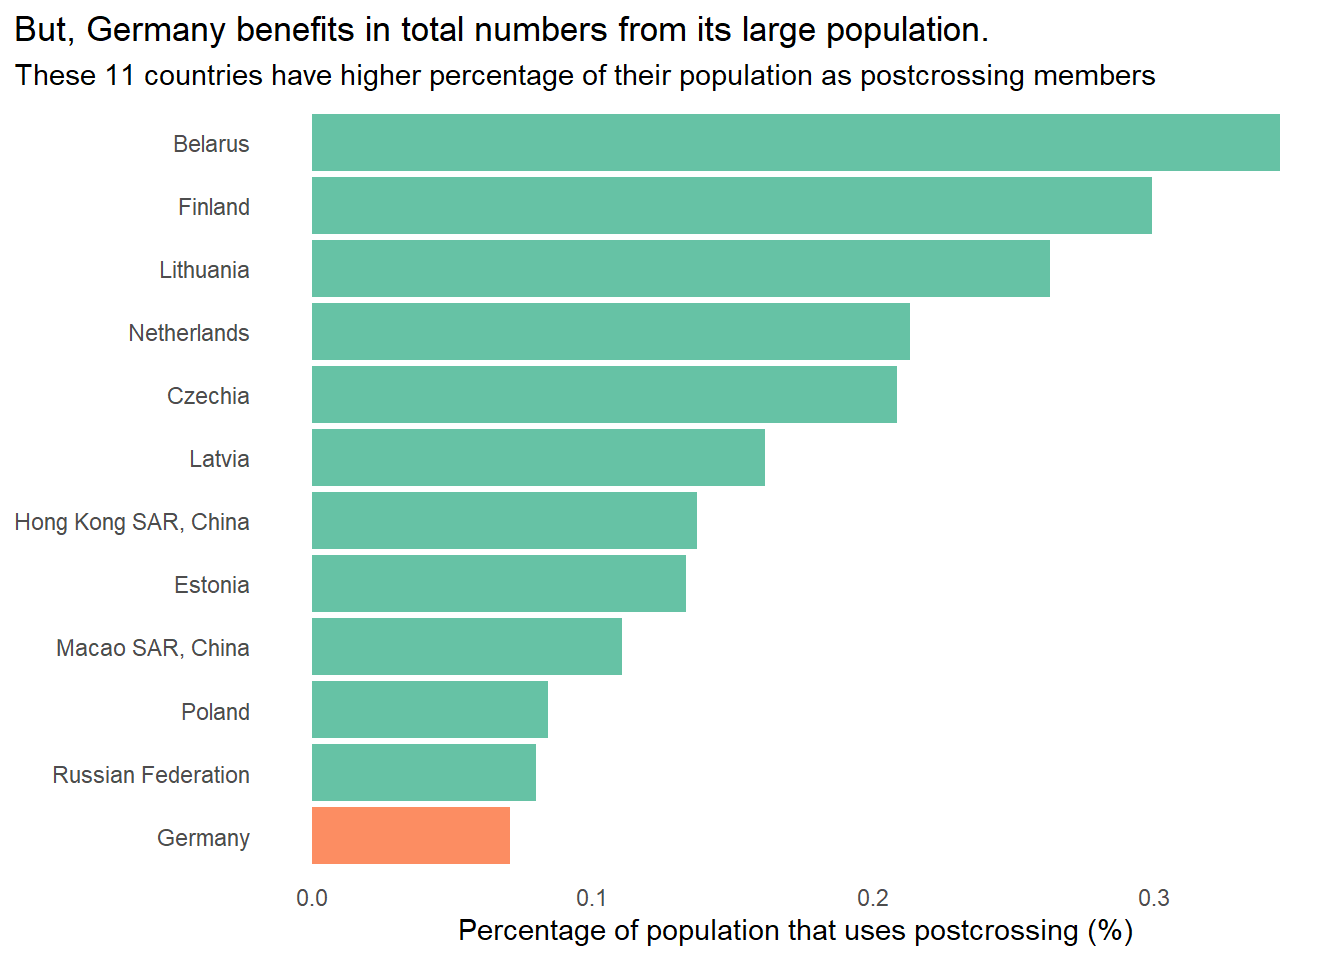 But, Germany benefits in total numbers from its large population.
These 11 countries have higher percentage of their population as postcrossing members
Belarus
Finland
Lithuania
Netherlands
Czechia
Latvia
Hong Kong SAR, China
Estonia
Macao SAR, China
Poland
Russian Federation
Germany
0.0 0.1 0.2 0.3
Percentage of population that uses postcrossing (%)